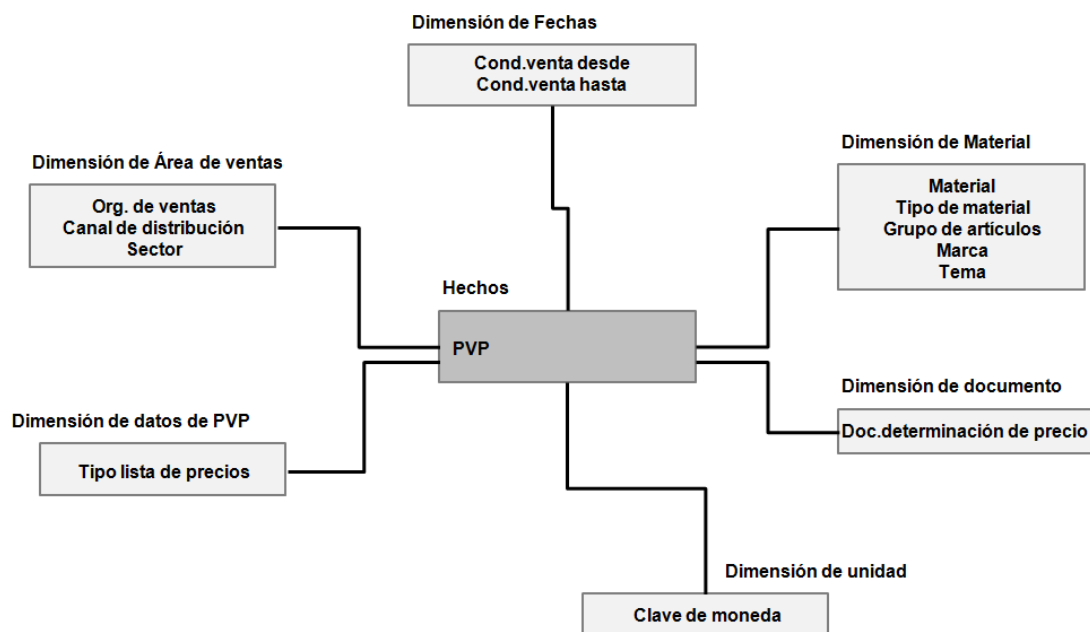 Dimensión de Fechas
Cond.venta desde
Cond.venta hasta
Dimensión de Área de ventas
Org. de ventas
Canal de distribución
Sector
Dimensión de Material
Material
Tipo de material
Grupo de artículos
Marca
Tema
Hechos
PVP
Dimensión de datos de PVP
Tipo lista de precios
Dimensión de documento
Doc.determinación de precio
Dimensión de unidad
Clave de moneda